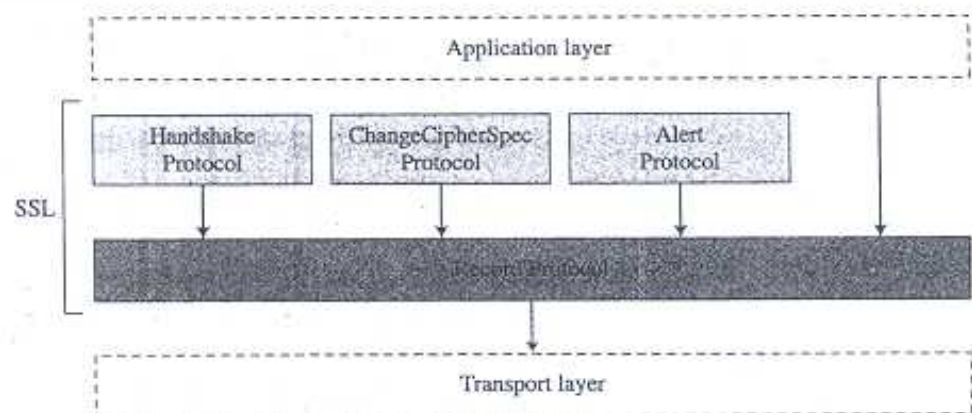 Application layer
Handshake
Protocol
ChangeCipherSpec
Protocol
Alert
Protocol
SSL
Record Protocol
Transport layer